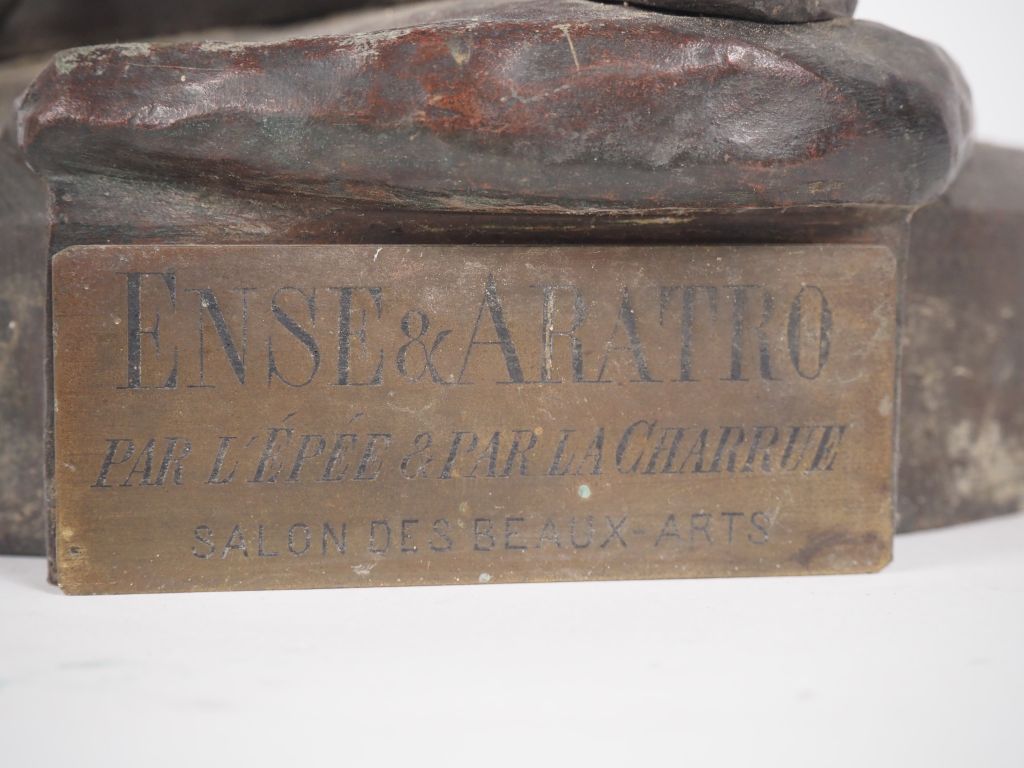 ENSE & ARATRO
PAR L'ÉPÉE & PAR LA CHARRUE
SALON DES BEAUX-ARTS